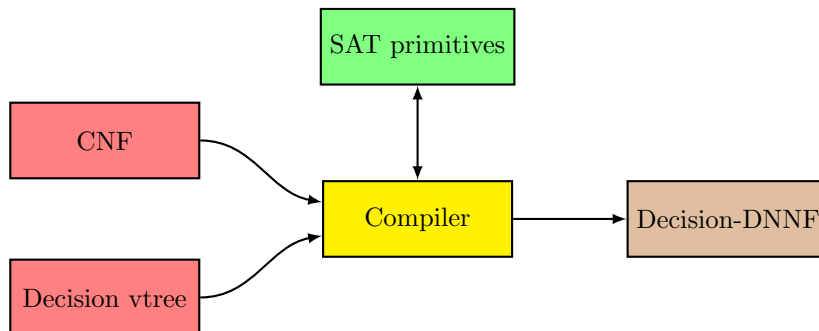 SAT primitives
CNF
Compiler
Decision-DNNF
Decision vtree